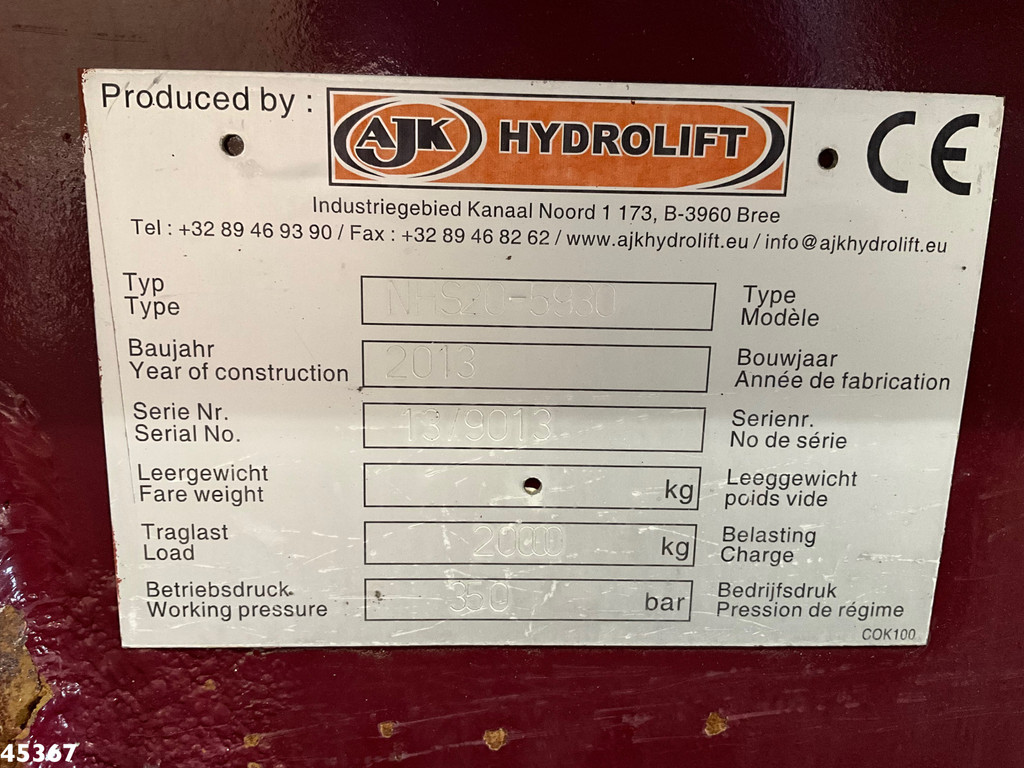 Produced by :
AJK HYDROLIFT
CE
Industriegebied Kanaal Noord 1 173, B-3960 Bree
Tel : +32 89 46 93 90 / Fax : +32 89 46 82 62 / www.ajkhydrolift.eu / info@ajkhydrolift.eu
Typ
Type
NHS20-5930
Type
Modèle
Baujahr
Year of construction
2013
Bouwjaar
Année de fabrication
Serie Nr.
Serial No.
13/9013
Serienr.
No de série
Leergewicht
Fare weight
kg
Leeggewicht
poids vide
Traglast
Load
20000 kg
Belasting
Charge
Betriebsdruck
Working pressure
350 bar
Bedrijfsdruk
Pression de régime
COK100
45367